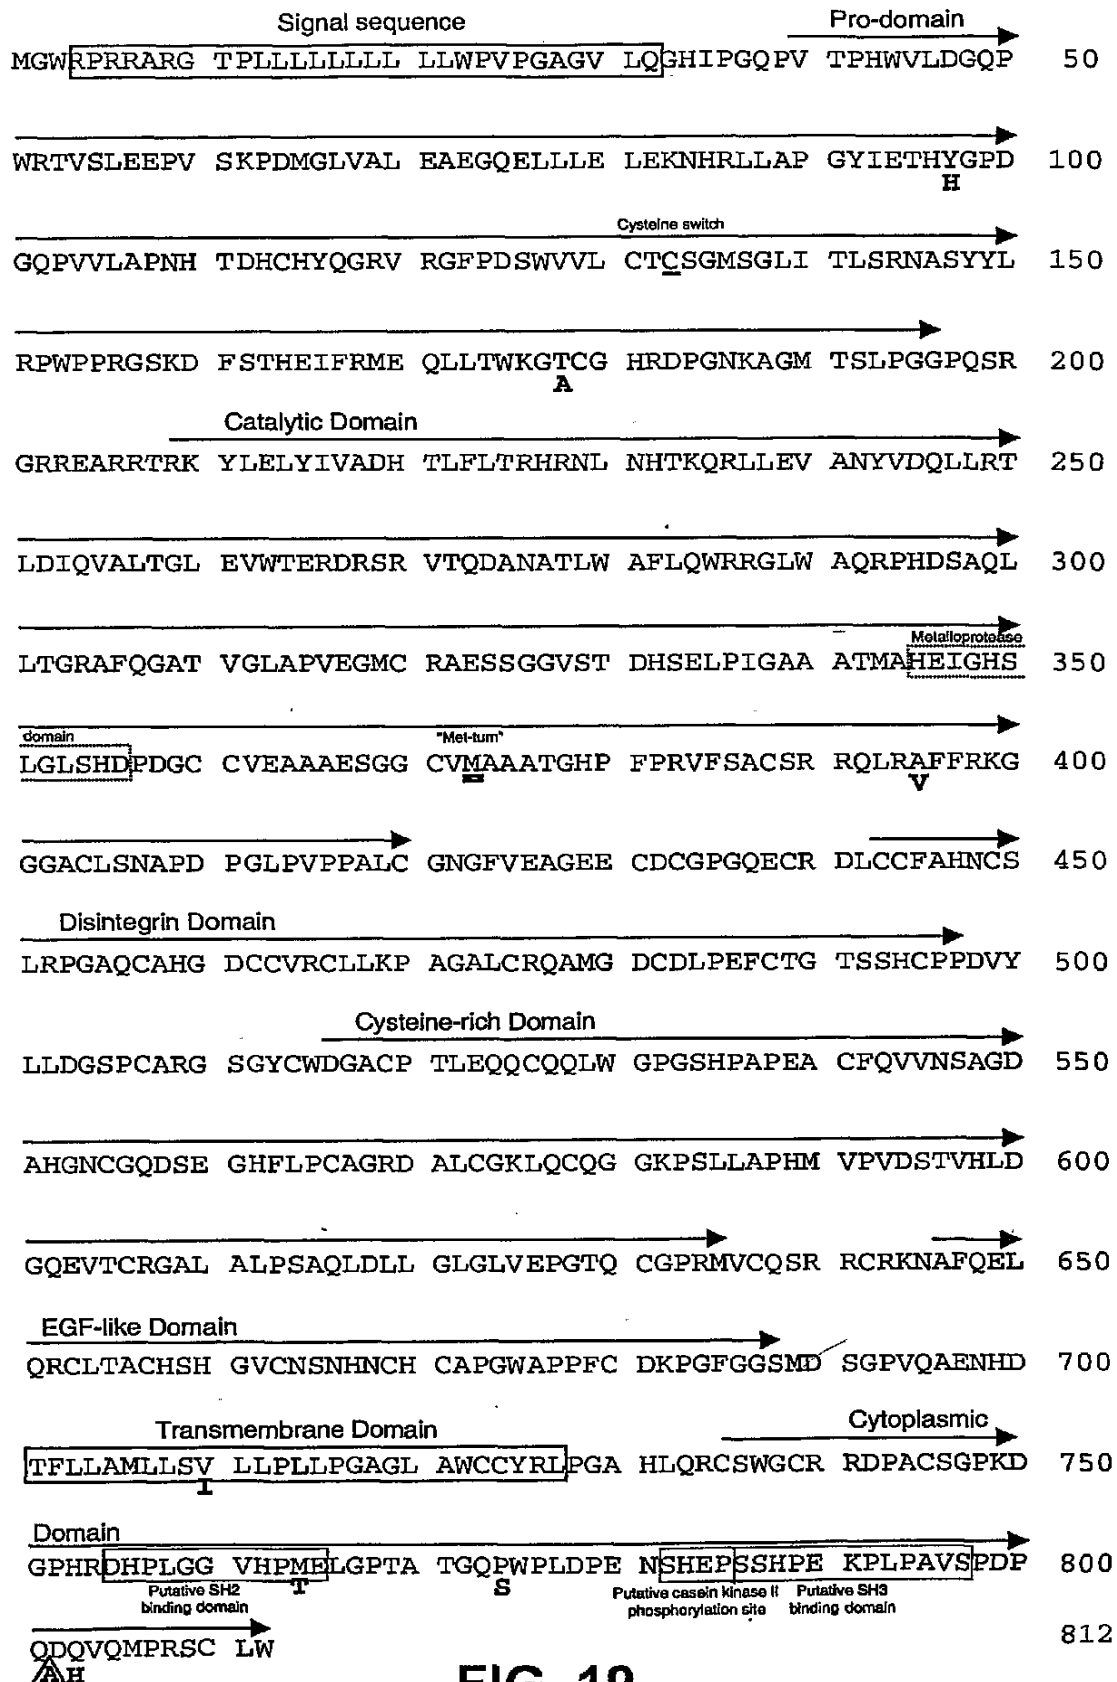 Signal sequence Pro-domain
MGWRPRRARG TPLLLLLLLL LLWPVPGAGV LQGHIPGQPV TPHWVLDGQP 50
WRTVSLEEPV SKPDMGLVAL EAEGQELLLE LEKNHRLLAP GYIETHYGPD 100
H
Cysteine switch
GQPVVLAPNH TDHCHYQGRV RGFPDSWVVL CTCSGMSGLI TLSRNASYYL 150
RPWPPRGSKD FSTHEIFRME QLLTWKGTCG HRDPGNKAGM TSLPGGPQSR 200
A
Catalytic Domain
GRREARRTRK YLELYIVADH TLFLTRHRNL NHTKQRLLEV ANYVDQLLRT 250
LDIQVALTGL EVWTERDRSR VTQDANATLW AFLQWRRGLW AQRPHDSAQL 300
Metalloprotease
LTGRAFQGAT VGLAPVEGMC RAESSGGVST DHSELPIGAA ATMAHEIGHS 350
domain "Met-turn"
LGLSHDPDGC CVEAAAESGG CVMAAATGHP FPRVFSACSR RQLRAFFRKG 400
V
GGACLSNAPD PGLPVPPALC GNGFVEAGEE CDCGPGQECR DLCCFAHNCS 450
Disintegrin Domain
LRPGAQCAHG DCCVRCLLKP AGALCRQAMG DCDLPEFCTG TSSHCPPDVY 500
Cysteine-rich Domain
LLDGSPCARG SGYCWDGACP TLEQQCQQLW GPGSHPAPEA CFQVVNSAGD 550
AHGNCGQDSE GHFLPCAGRD ALCGKLQCQG GKPSLLAPHM VPVDSTVHLD 600
GQEVTCRGAL ALPSAQLDLL GLGLVEPGTQ CGPRMVCQSR RCRKNAFQEL 650
EGF-like Domain
QRCLTACHSH GVCNSNHNCH CAPGWAPPFC DKPGFGGSMD SGPVQAENHD 700
Transmembrane Domain Cytoplasmic
TFLLAMLLSV LLPLLPGAGL AWCCYRLPGA HLQRCSWGCR RDPACSGPKD 750
I
Domain
GPHRDHPLGG VHPMELGPTA TGQPWPLDPE NSHEPSSHPE KPLPAVSPDP 800
T S
Putative SH2 Putative casein kinase II Putative SH3
binding domain phosphorylation site binding domain
QDQVQMPRSC LW 812
A H
FIG. 19